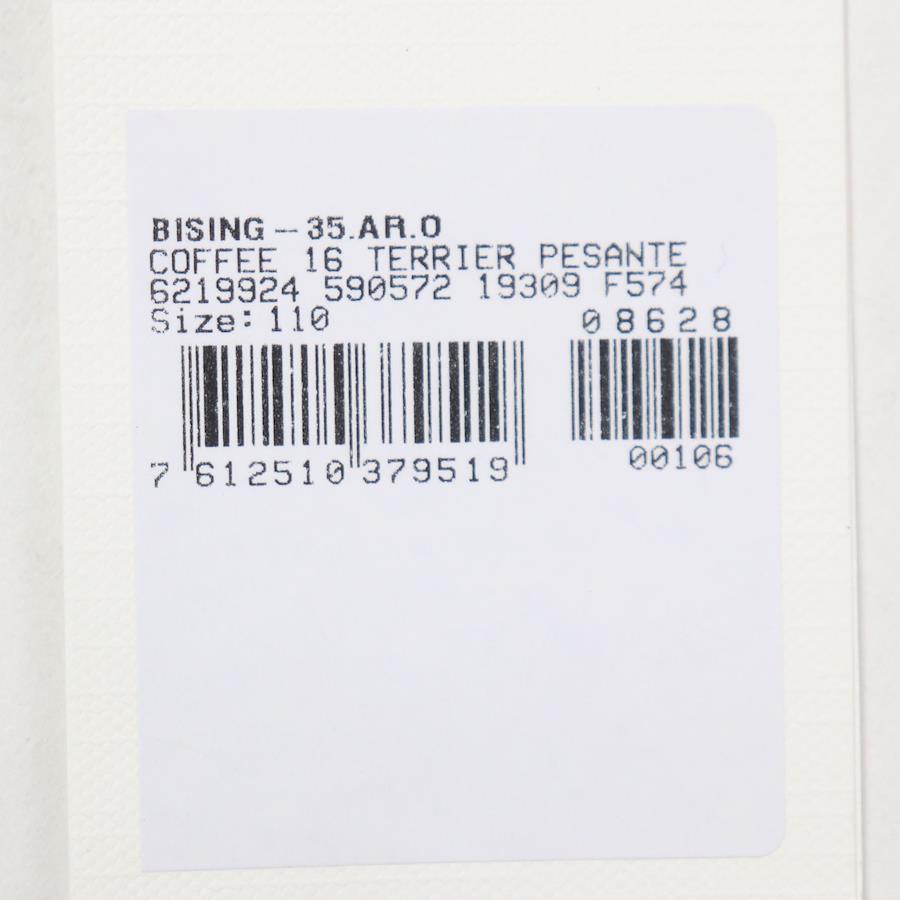 BISING-35.AR.O
COFFEE 16 TERRIER PESANTE
6219924 590572 19309 F574
Size: 110
08628
7 612510 379519
00106